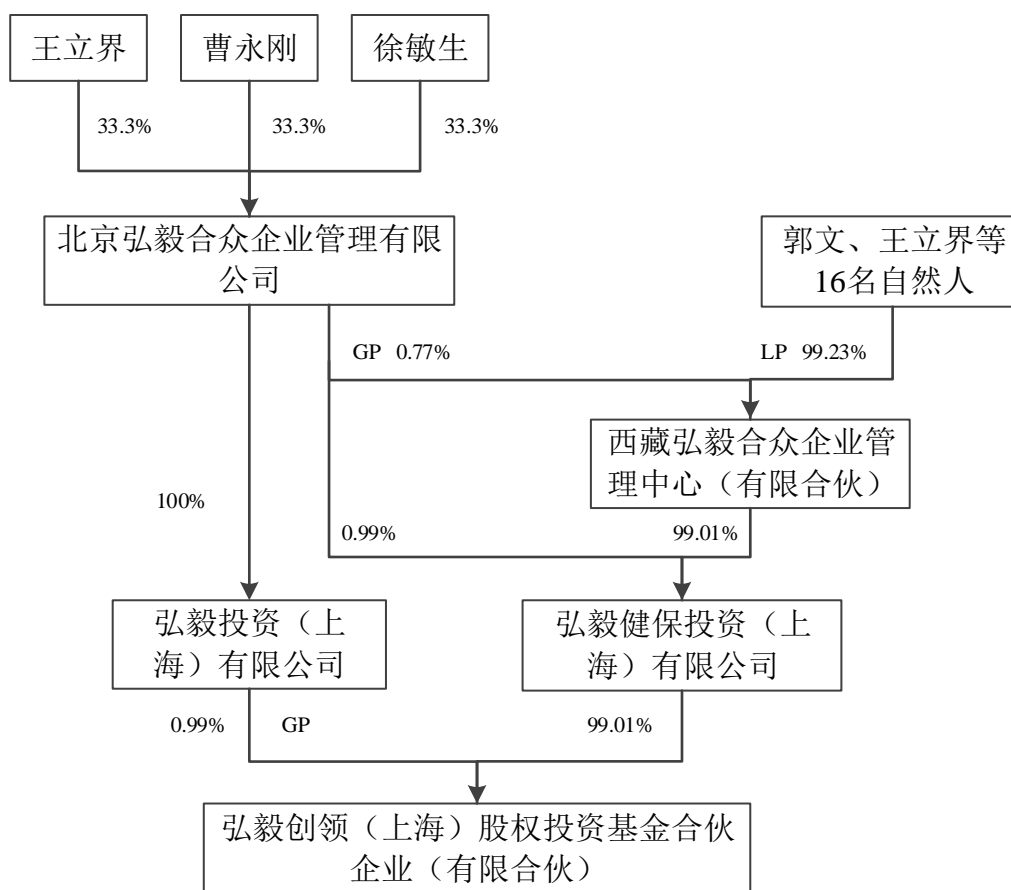 王立界
曹永刚
徐敏生
33.3%
33.3%
33.3%
北京弘毅合众企业管理有限
公司
郭文、王立界等
16名自然人
GP 0.77%
LP 99.23%
西藏弘毅合众企业管
理中心（有限合伙）
100%
0.99%
99.01%
弘毅投资（上
海）有限公司
弘毅健保投资（上
海）有限公司
0.99%
GP
99.01%
弘毅创领（上海）股权投资基金合伙
企业（有限合伙）